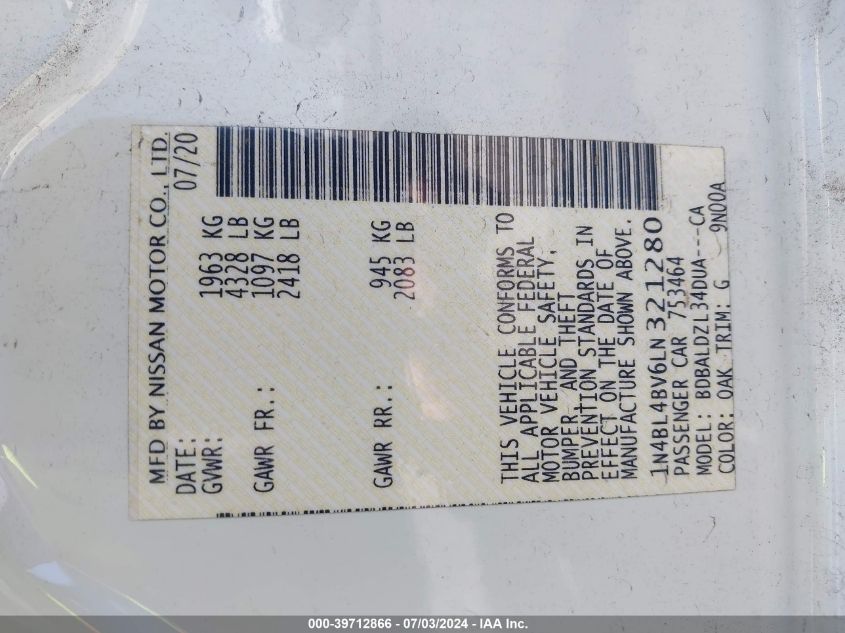 MFD BY NISSAN MOTOR CO., LTD.
DATE: 07/20
GVWR: 1963 KG
4328 LB
GAWR FR.: 1097 KG
2418 LB
GAWR RR.: 945 KG
2083 LB
THIS VEHICLE CONFORMS TO
ALL APPLICABLE FEDERAL
MOTOR VEHICLE SAFETY,
BUMPER, AND THEFT
PREVENTION STANDARDS IN
EFFECT ON THE DATE OF
MANUFACTURE SHOWN ABOVE.
1N4BL4BV6LN321280
PASSENGER CAR 753464
MODEL: BDBALDZL34DUA---CA
COLOR: QAK TRIM: G 9N00A
000-39712866 - 07/03/2024 - IAA Inc.